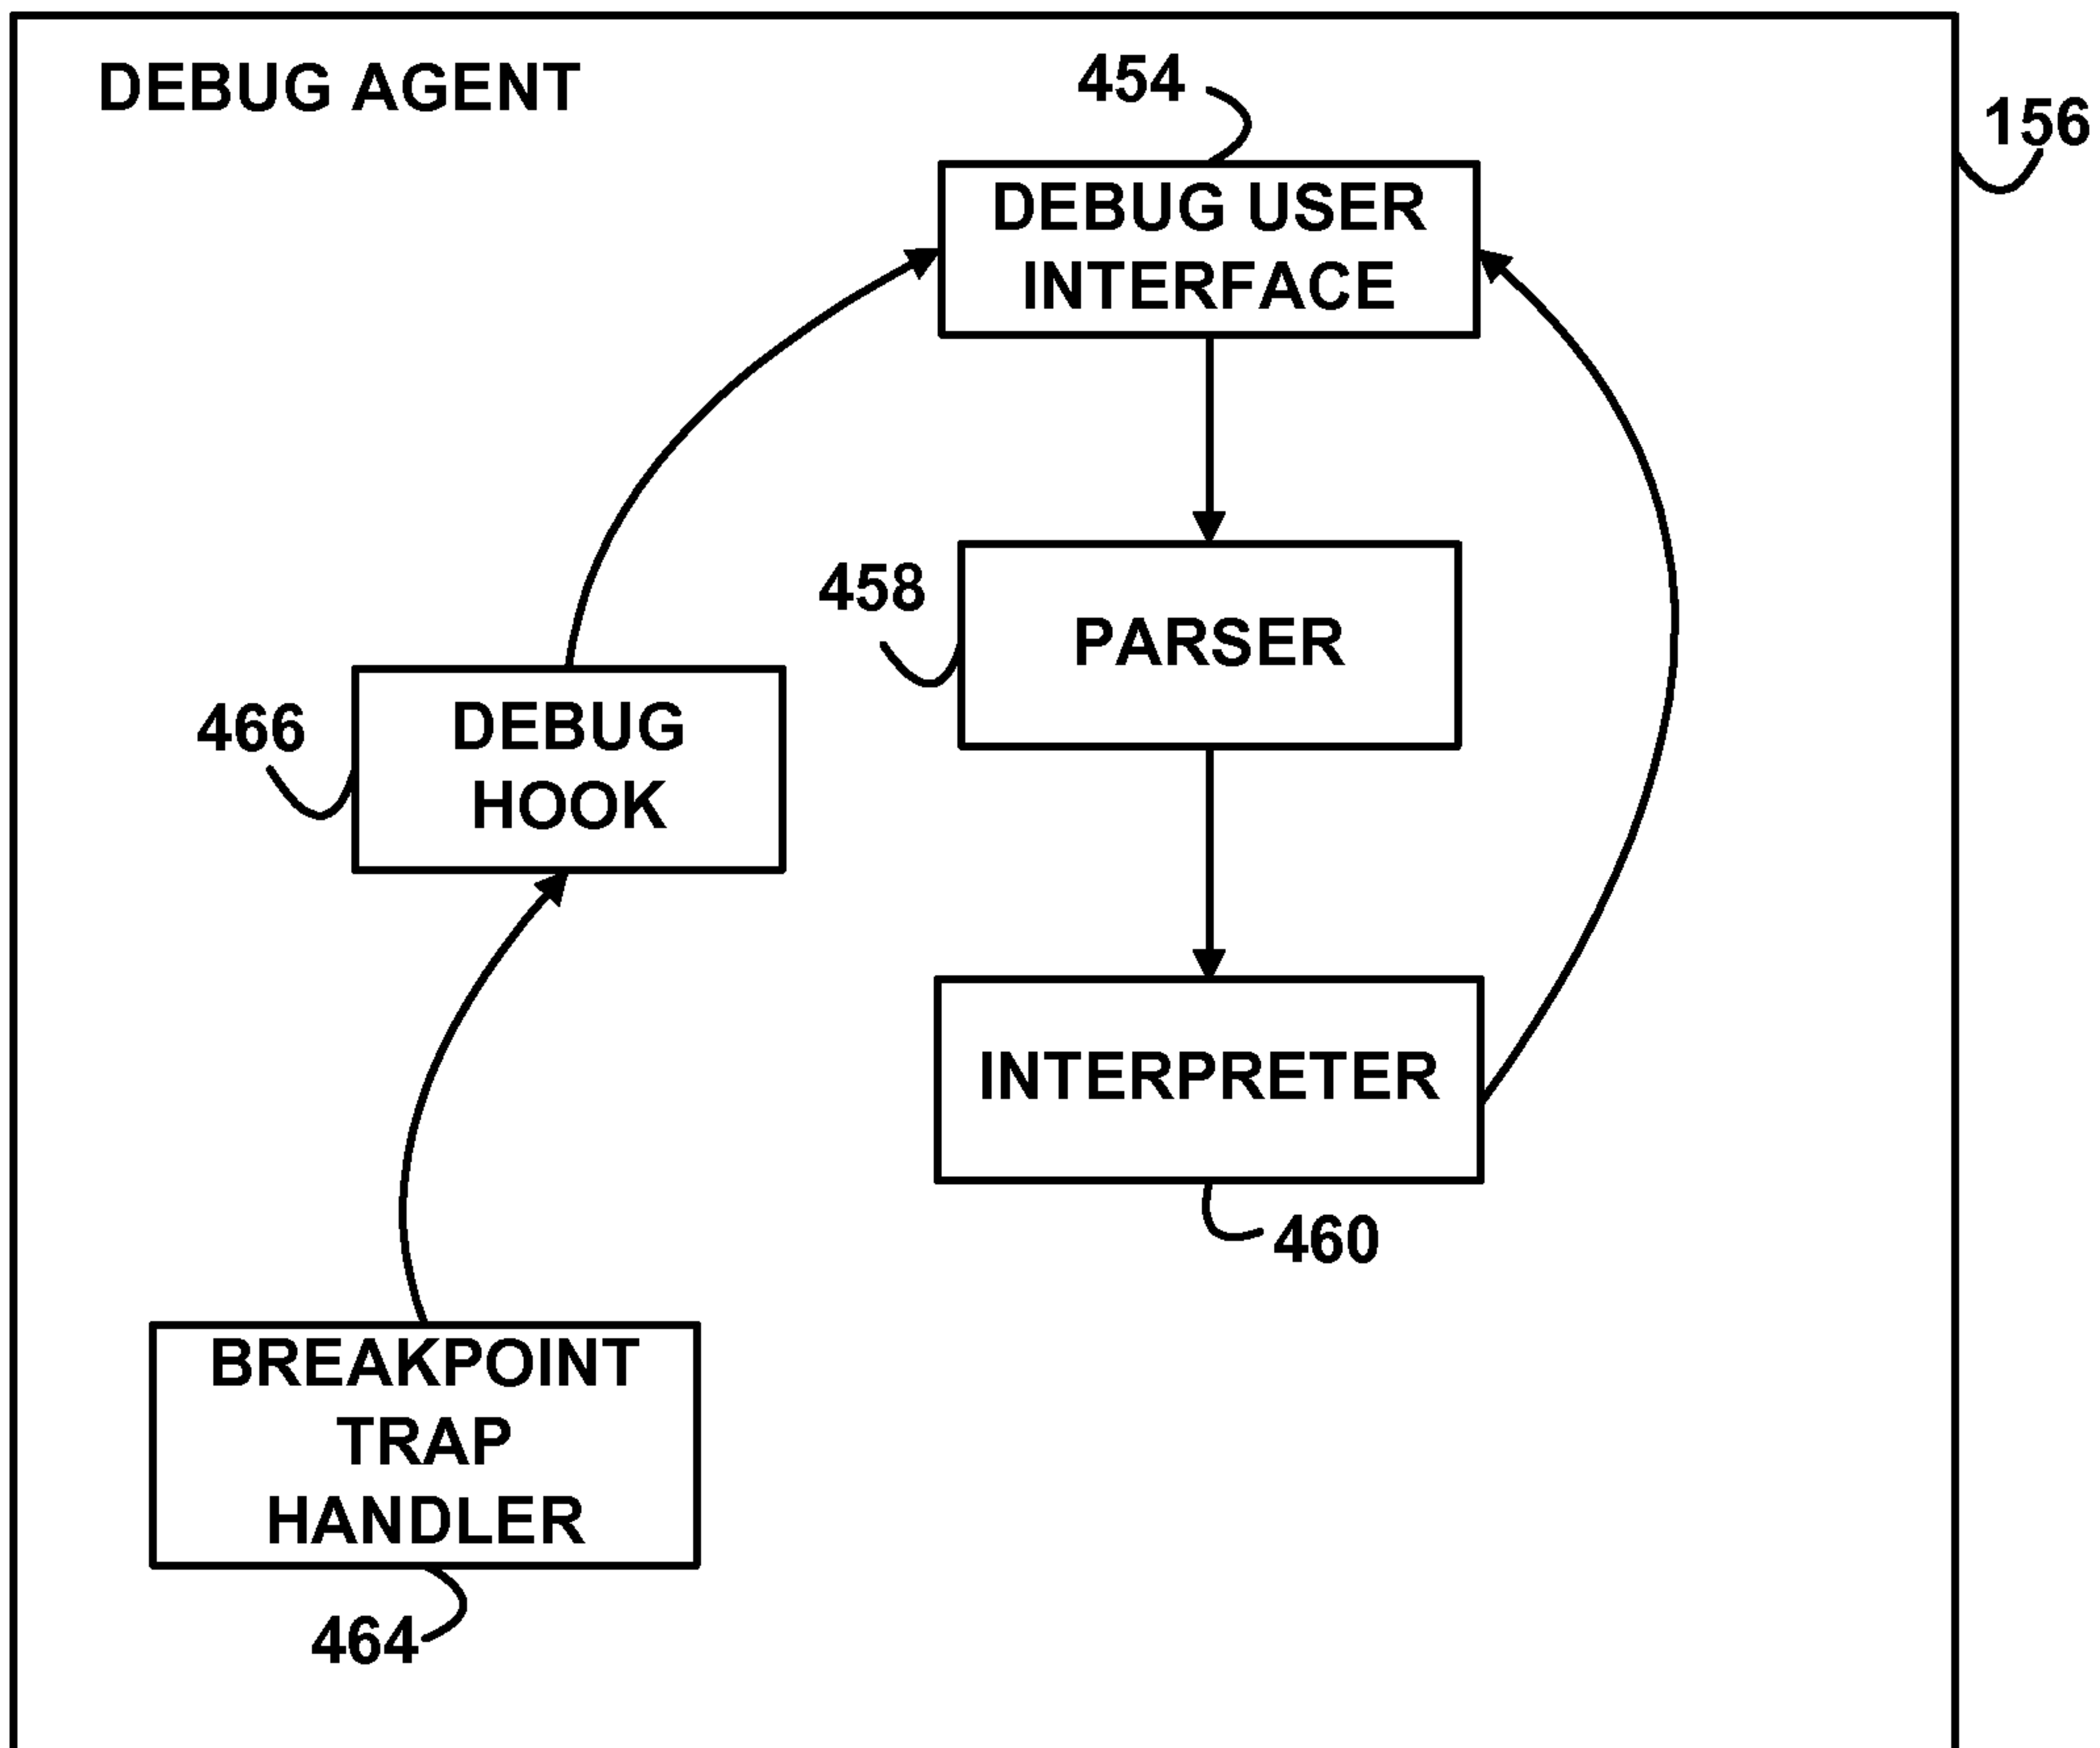 DEBUG AGENT
454
156
DEBUG USER
INTERFACE
458
PARSER
466
DEBUG
HOOK
INTERPRETER
460
BREAKPOINT
TRAP
HANDLER
464